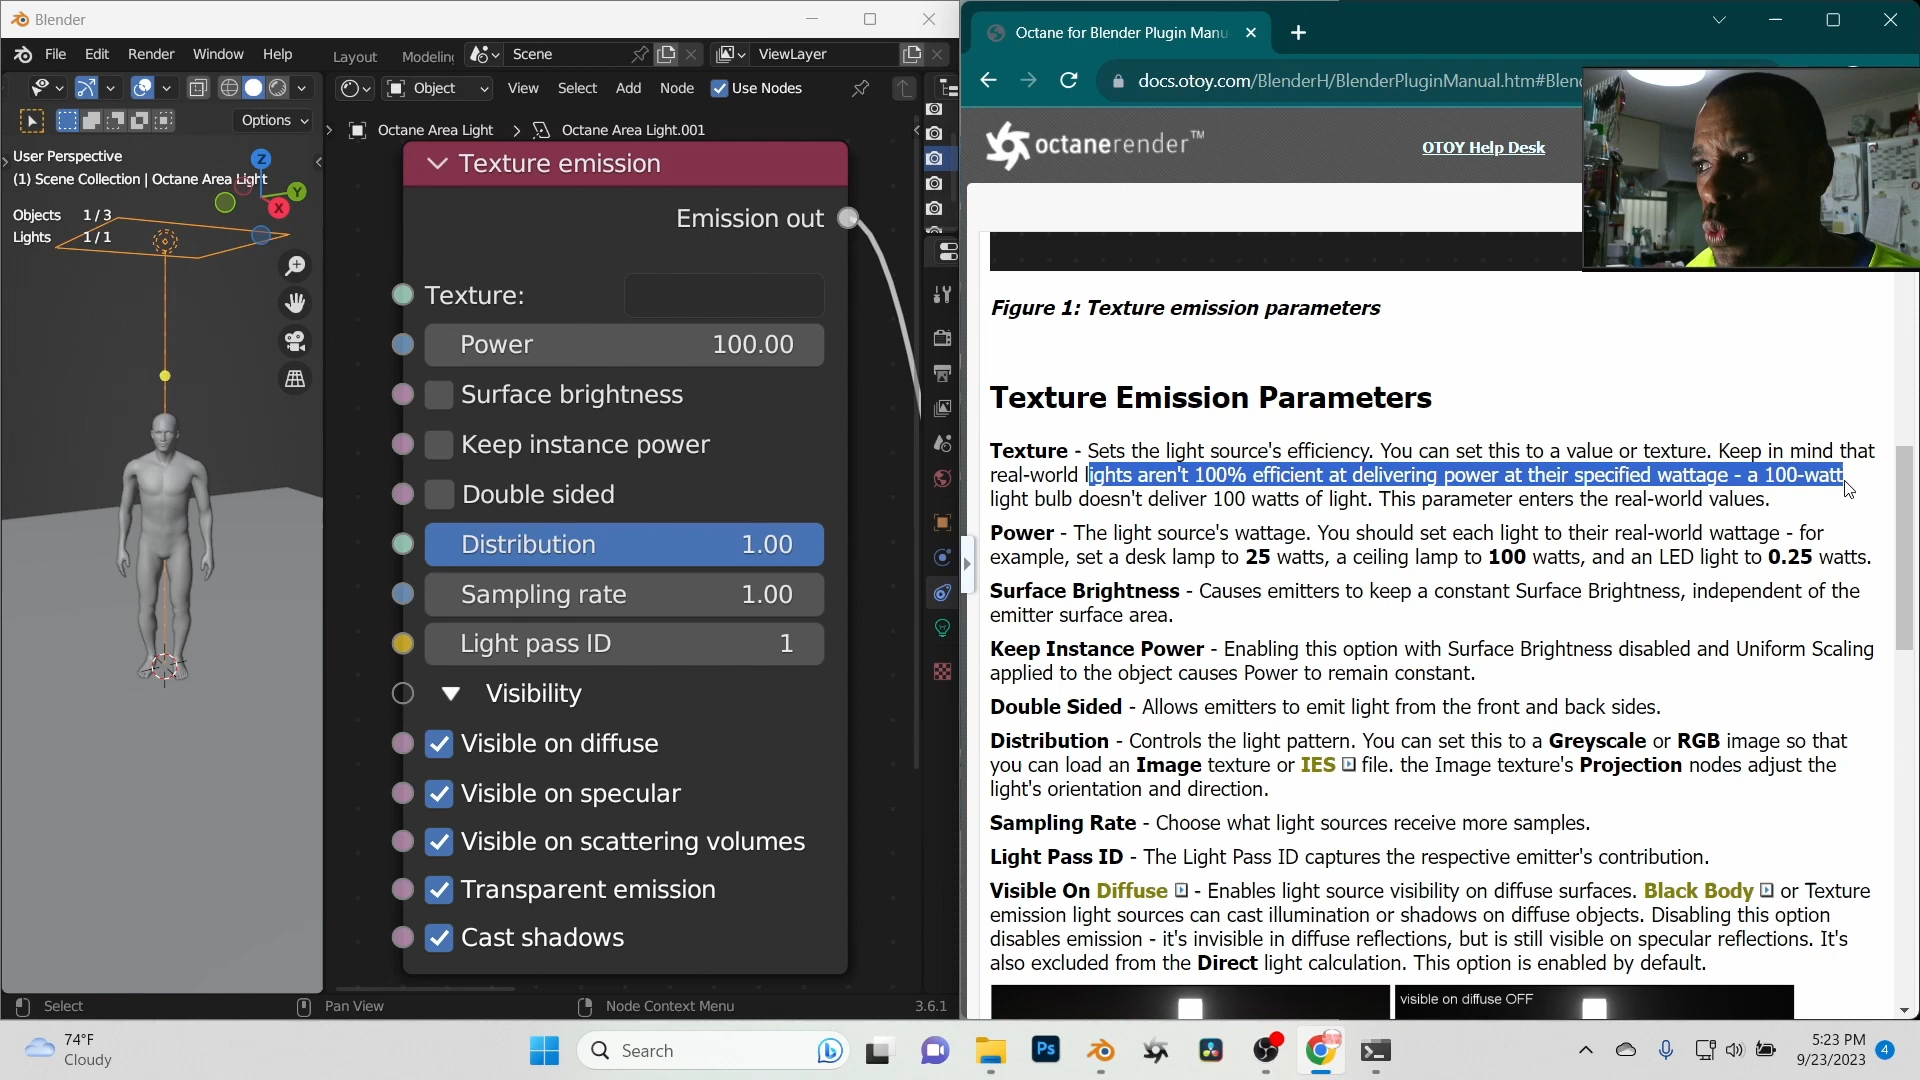 Blender
File Edit Render Window Help
Layout Modeling
Scene
ViewLayer
Options
Object
View Select Add Node Use Nodes
Octane Area Light > Octane Area Light.001
User Perspective
(1) Scene Collection | Octane Area Light
Objects 1/3
Lights 1/1
Z
Y
X
Texture emission
Emission out
Texture:
Power 100.00
Surface brightness
Keep instance power
Double sided
Distribution 1.00
Sampling rate 1.00
Light pass ID 1
Visibility
Visible on diffuse
Visible on specular
Visible on scattering volumes
Transparent emission
Cast shadows
Select
Pan View
Node Context Menu
3.6.1
Octane for Blender Plugin Manu
docs.otoy.com/BlenderH/BlenderPluginManual.htm#Blen
octanerender™
OTOY Help Desk
Figure 1: Texture emission parameters
Texture Emission Parameters
Texture - Sets the light source's efficiency. You can set this to a value or texture. Keep in mind that
real-world lights aren't 100% efficient at delivering power at their specified wattage - a 100-watt
light bulb doesn't deliver 100 watts of light. This parameter enters the real-world values.
Power - The light source's wattage. You should set each light to their real-world wattage - for
example, set a desk lamp to 25 watts, a ceiling lamp to 100 watts, and an LED light to 0.25 watts.
Surface Brightness - Causes emitters to keep a constant Surface Brightness, independent of the
emitter surface area.
Keep Instance Power - Enabling this option with Surface Brightness disabled and Uniform Scaling
applied to the object causes Power to remain constant.
Double Sided - Allows emitters to emit light from the front and back sides.
Distribution - Controls the light pattern. You can set this to a Greyscale or RGB image so that
you can load an Image texture or IES file. the Image texture's Projection nodes adjust the
light's orientation and direction.
Sampling Rate - Choose what light sources receive more samples.
Light Pass ID - The Light Pass ID captures the respective emitter's contribution.
Visible On Diffuse - Enables light source visibility on diffuse surfaces. Black Body or Texture
emission light sources can cast illumination or shadows on diffuse objects. Disabling this option
disables emission - it's invisible in diffuse reflections, but is still visible on specular reflections. It's
also excluded from the Direct light calculation. This option is enabled by default.
visible on diffuse OFF
74°F
Cloudy
Search
Ps
5:23 PM
9/23/2023
4